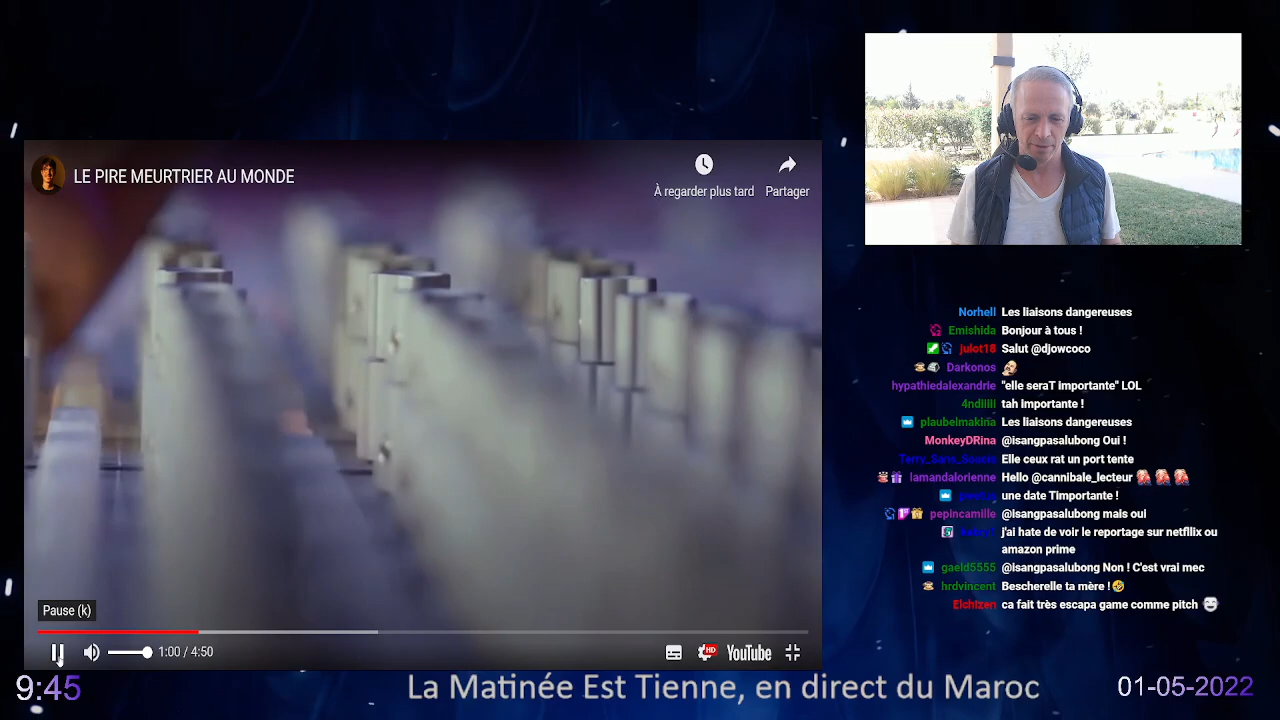 LE PIRE MEURTRIER AU MONDE
À regarder plus tard
Partager
Pause (k)
1:00 / 4:50
HD
YouTube
Norhell Les liaisons dangereuses
Emishida Bonjour à tous !
julot18 Salut @djowcoco
Darkonos
hypathiedalexandrie "elle seraT importante" LOL
4ndiiiii tah Importante !
plaubelmakina Les liaisons dangereuses
MonkeyDRina @isangpasalubong Oui !
Terry_Sans_Soucis Elle ceux rat un port tente
lamandalorienne Hello @cannibale_lecteur
une date Timportante !
pepincamille @isangpasalubong mais oui
j'ai hate de voir le reportage sur netflix ou
amazon prime
gaeld5555 @isangpasalubong Non ! C'est vrai mec
hrdvincent Bescherelle ta mère !
Eichizen ca fait très escapa game comme pitch
9:45
La Matinée Est Tienne, en direct du Maroc
01-05-2022